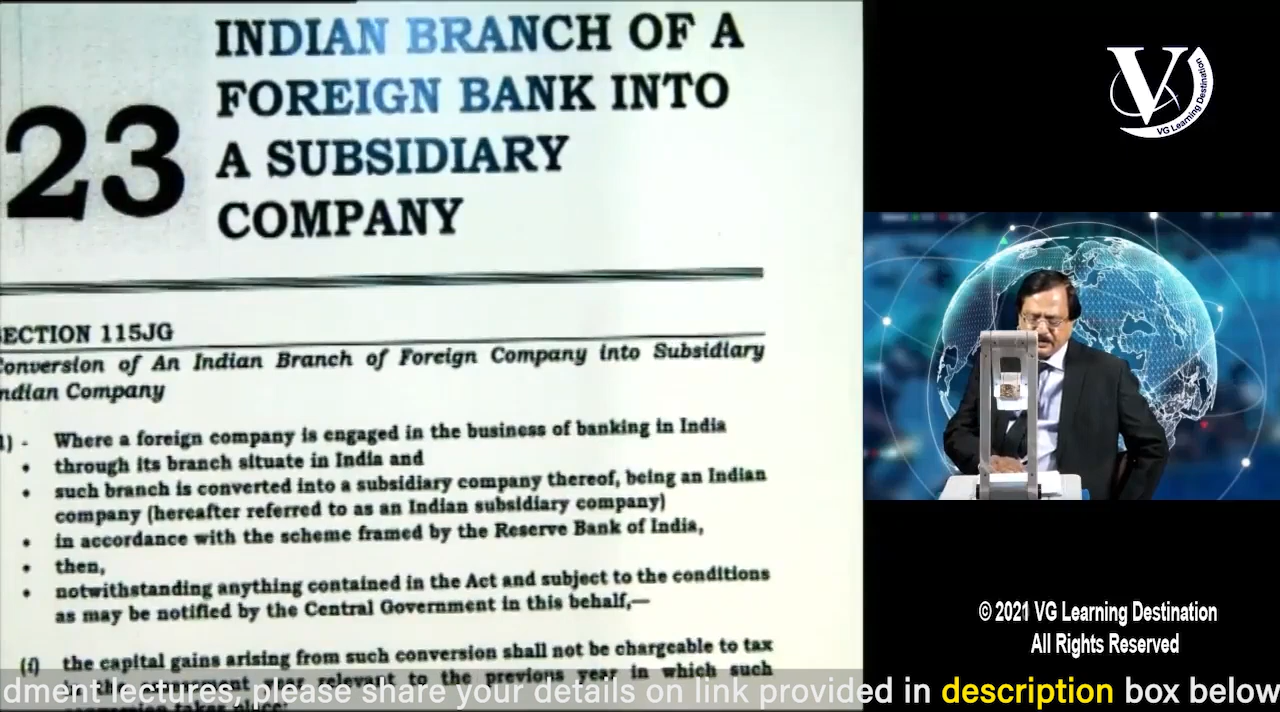 23
INDIAN BRANCH OF A
FOREIGN BANK INTO
A SUBSIDIARY
COMPANY
SECTION 115JG
Conversion of An Indian Branch of Foreign Company into Subsidiary
Indian Company
1) - Where a foreign company is engaged in the business of banking in India
• through its branch situate in India and
• such branch is converted into a subsidiary company thereof, being an Indian
company (hereafter referred to as an Indian subsidiary company)
• in accordance with the scheme framed by the Reserve Bank of India,
• then,
• notwithstanding anything contained in the Act and subject to the conditions
as may be notified by the Central Government in this behalf,—
(i) the capital gains arising from such conversion shall not be chargeable to tax
relevant to the previous year in which such
dment lectures, please share your details on link provided in description box below
V
VG Learning Destination
© 2021 VG Learning Destination
All Rights Reserved